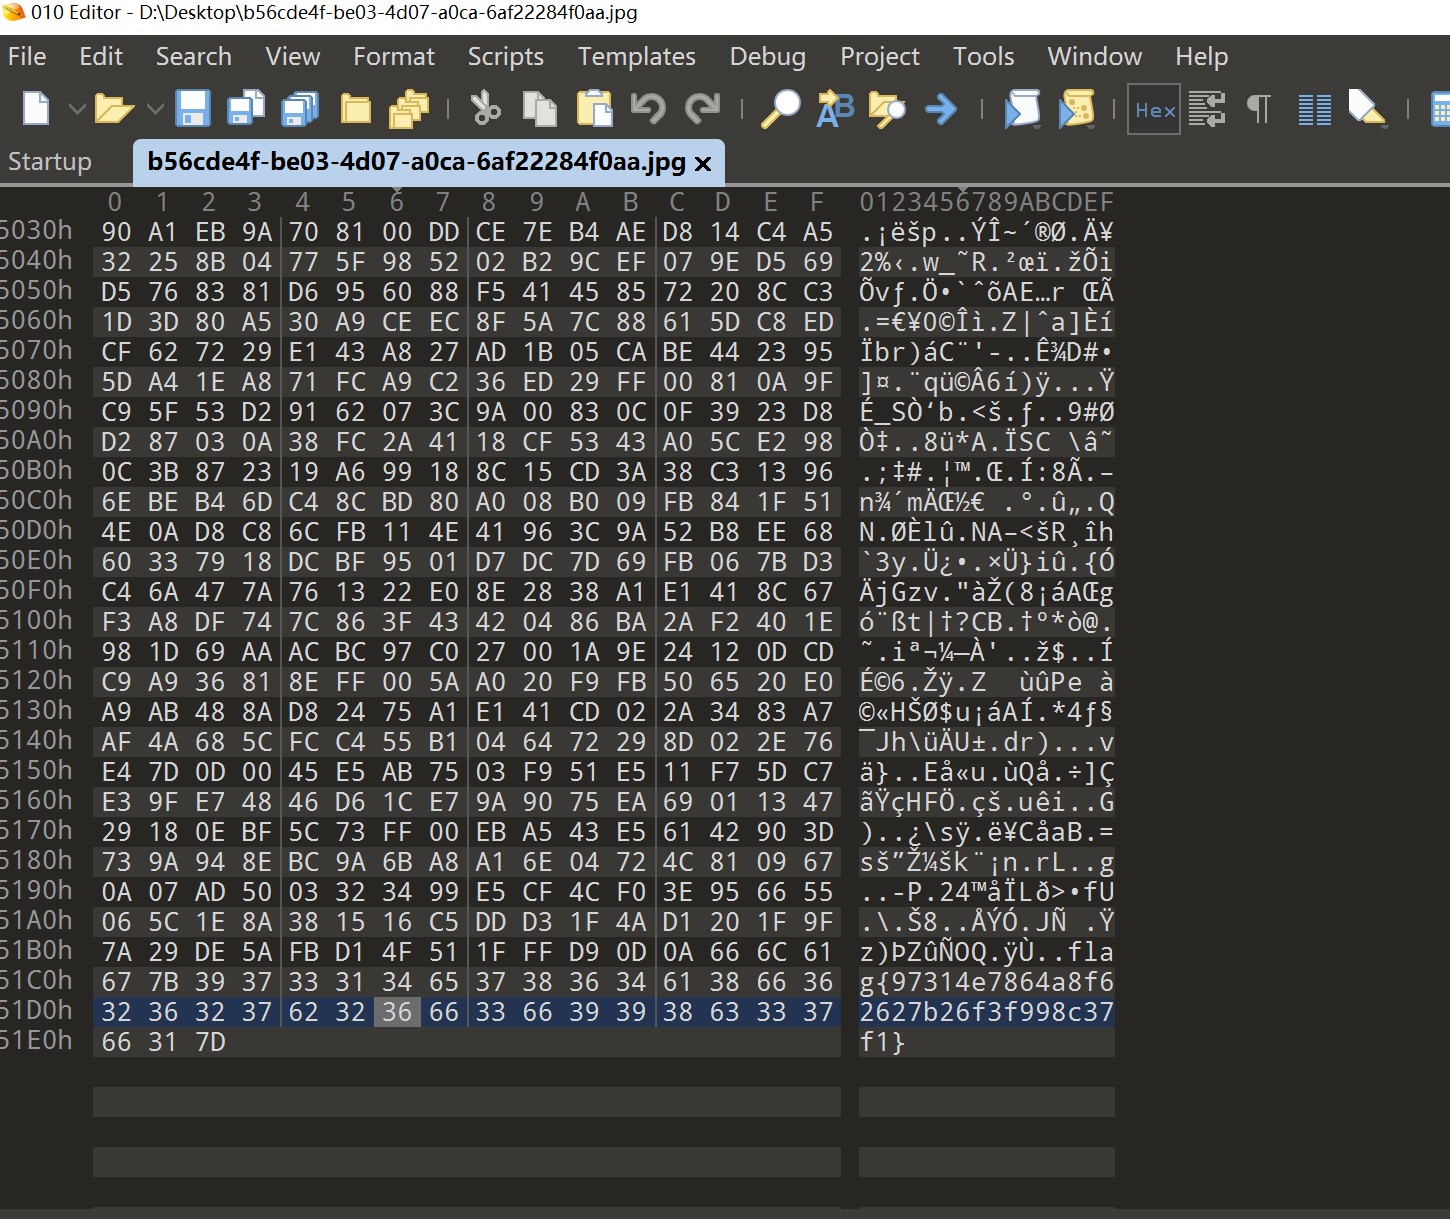 010 Editor - D:\Desktop\b56cde4f-be03-4d07-a0ca-6af22284f0aa.jpg
File Edit Search View Format Scripts Templates Debug Project Tools Window Help
Hex
Startup b56cde4f-be03-4d07-a0ca-6af22284f0aa.jpg
0 1 2 3 4 5 6 7 8 9 A B C D E F 0123456789ABCDEF
5030h 90 A1 EB 9A 70 81 00 DD CE 7E B4 AE D8 14 C4 A5 .¡ëšp..ÝÎ~´®Ø.Ä¥
5040h 32 25 8B 04 77 5F 98 52 02 B2 9C EF 07 9E D5 69 2%‹.w_˜R.²œï.žÕi
5050h D5 76 83 81 D6 95 60 88 F5 41 45 85 72 20 8C C3 Õvƒ.Ö•`ˆõAE…r ŒÃ
5060h 1D 3D 80 A5 30 A9 CE EC 8F 5A 7C 88 61 5D C8 ED .=€¥0©Îì.Z|ˆa]Èí
5070h CF 62 72 29 E1 43 A8 27 AD 1B 05 CA BE 44 23 95 Ïbr)áC¨'-..Ê¾D#•
5080h 5D A4 1E A8 71 FC A9 C2 36 ED 29 FF 00 81 0A 9F ]¤.¨qü©Â6í)ÿ...Ÿ
5090h C9 5F 53 D2 91 62 07 3C 9A 00 83 0C 0F 39 23 D8 É_SÒ‘b.<š.ƒ..9#Ø
50A0h D2 87 03 0A 38 FC 2A 41 18 CF 53 43 A0 5C E2 98 Ò‡..8ü*A.ÏSC \â˜
50B0h 0C 3B 87 23 19 A6 99 18 8C 15 CD 3A 38 C3 13 96 .;‡#.¦™.Œ.Í:8Ã.–
50C0h 6E BE B4 6D C4 8C BD 80 A0 08 B0 09 FB 84 1F 51 n¾´mÄŒ½€ .°.û„.Q
50D0h 4E 0A D8 C8 6C FB 11 4E 41 96 3C 9A 52 B8 EE 68 N.ØÈlû.NA–<šR¸îh
50E0h 60 33 79 18 DC BF 95 01 D7 DC 7D 69 FB 06 7B D3 `3y.Ü¿•.×Ü}iû.{Ó
50F0h C4 6A 47 7A 76 13 22 E0 8E 28 38 A1 E1 41 8C 67 ÄjGzv."àŽ(8¡áAŒg
5100h F3 A8 DF 74 7C 86 3F 43 42 04 86 BA 2A F2 40 1E ó¨ßt|†?CB.†º*ò@.
5110h 98 1D 69 AA AC BC 97 C0 27 00 1A 9E 24 12 0D CD ˜.iª¬¼—À'..ž$..Í
5120h C9 A9 36 81 8E FF 00 5A A0 20 F9 FB 50 65 20 E0 É©6.Žÿ.Z  ùûPe à
5130h A9 AB 48 8A D8 24 75 A1 E1 41 CD 02 2A 34 83 A7 ©«HŠØ$u¡áAÍ.*4ƒ§
5140h AF 4A 68 5C FC C4 55 B1 04 64 72 29 8D 02 2E 76 ¯Jh\üÄU±.dr)...v
5150h E4 7D 0D 00 45 E5 AB 75 03 F9 51 E5 11 F7 5D C7 ä}..Eå«u.ùQå.÷]Ç
5160h E3 9F E7 48 46 D6 1C E7 9A 90 75 EA 69 01 13 47 ãŸçHFÖ.çš.uêi..G
5170h 29 18 0E BF 5C 73 FF 00 EB A5 43 E5 61 42 90 3D )..¿\sÿ.ë¥CåaB.=
5180h 73 9A 94 8E BC 9A 6B A8 A1 6E 04 72 4C 81 09 67 sš”Ž¼šk¨¡n.rL..g
5190h 0A 07 AD 50 03 32 34 99 E5 CF 4C F0 3E 95 66 55 ..-P.24™åÏLð>•fU
51A0h 06 5C 1E 8A 38 15 16 C5 DD D3 1F 4A D1 20 1F 9F .\.Š8..ÅÝÓ.JÑ .Ÿ
51B0h 7A 29 DE 5A FB D1 4F 51 1F FF D9 0D 0A 66 6C 61 z)ÞZûÑOQ.ÿÙ..fla
51C0h 67 7B 39 37 33 31 34 65 37 38 36 34 61 38 66 36 g{97314e7864a8f6
51D0h 32 36 32 37 62 32 36 66 33 66 39 39 38 63 33 37 2627b26f3f998c37
51E0h 66 31 7D f1}